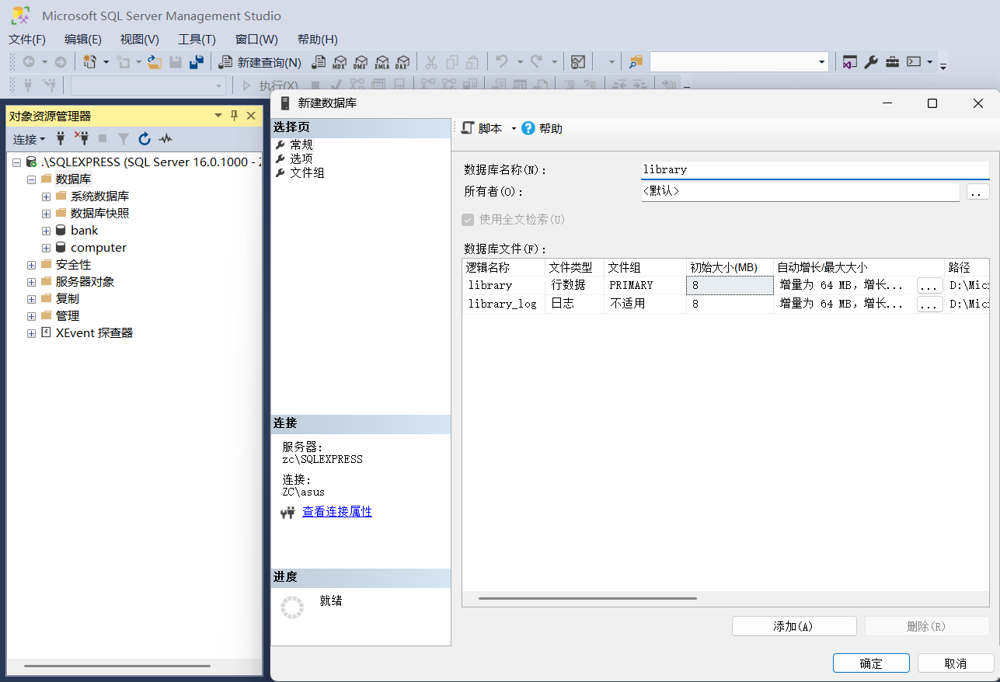 Microsoft SQL Server Management Studio
文件(F) 编辑(E) 视图(V) 工具(T) 窗口(W) 帮助(H)
新建查询(N) MDX DMX XMLA DAX
执行(X)
对象资源管理器
连接
.\SQLEXPRESS (SQL Server 16.0.1000 -
数据库
系统数据库
数据库快照
bank
computer
安全性
服务器对象
复制
管理
XEvent 探查器
新建数据库
选择页
常规
选项
文件组
连接
服务器:
zc\SQLEXPRESS
连接:
ZC\asus
查看连接属性
进度
就绪
脚本 帮助
数据库名称(N): library
所有者(O): <默认> ..
使用全文检索(U)
数据库文件(F):
逻辑名称 文件类型 文件组 初始大小(MB) 自动增长/最大大小 路径
library 行数据 PRIMARY 8 增量为 64 MB，增长... ... D:\Mic
library_log 日志 不适用 8 增量为 64 MB，增长... ... D:\Mic
添加(A) 删除(R)
确定 取消